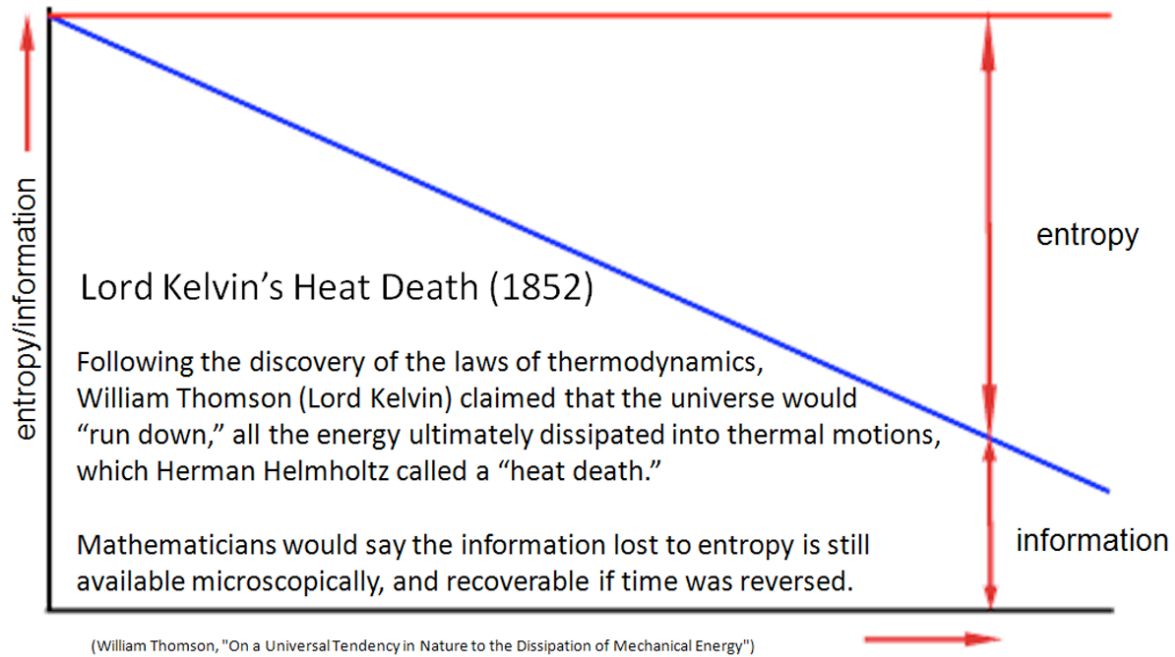 entropy/information
entropy
Lord Kelvin’s Heat Death (1852)
Following the discovery of the laws of thermodynamics,
William Thomson (Lord Kelvin) claimed that the universe would
“run down,” all the energy ultimately dissipated into thermal motions,
which Herman Helmholtz called a “heat death.”
Mathematicians would say the information lost to entropy is still
available microscopically, and recoverable if time was reversed.
information
(William Thomson, "On a Universal Tendency in Nature to the Dissipation of Mechanical Energy")